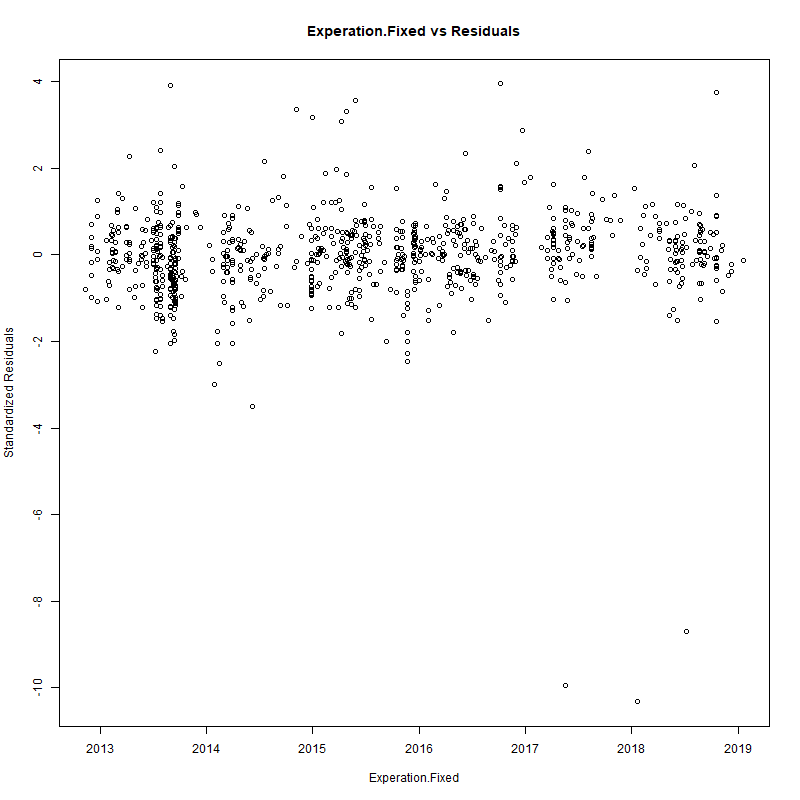 Experation.Fixed vs Residuals
Standardized Residuals
4
2
0
-2
-4
-6
-8
-10
2013 2014 2015 2016 2017 2018 2019
Experation.Fixed